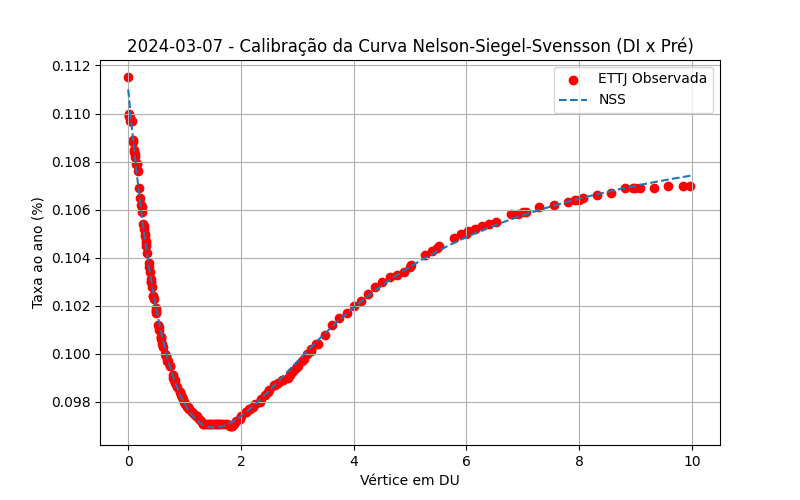 2024-03-07 - Calibração da Curva Nelson-Siegel-Svensson (DI x Pré)
ETTJ Observada
NSS
Taxa ao ano (%)
0.112
0.110
0.108
0.106
0.104
0.102
0.100
0.098
0 2 4 6 8 10
Vértice em DU